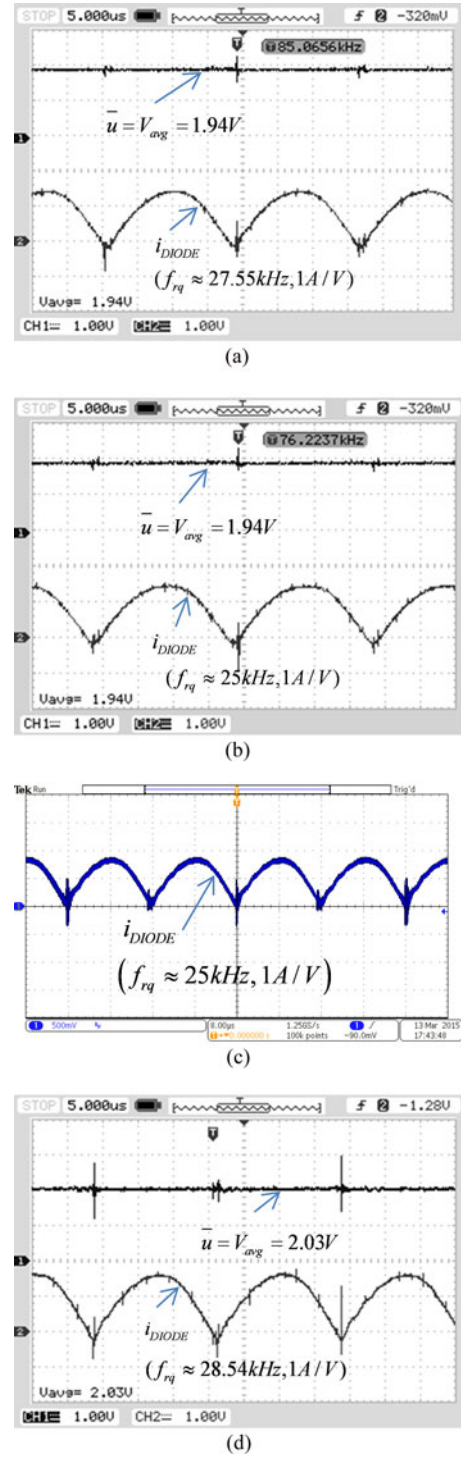 STOP 5.000us T ƒ 2 -320mV
T 85.0656kHz
T
1
u̅ = V_avg = 1.94V
2
i_DIODE
(f_rq ≈ 27.55kHz,1A/V)
Vavg= 1.94V
CH1 1.00V CH2 1.00V
(a)
STOP 5.000us T ƒ 2 -320mV
T 76.2237kHz
T
1
u̅ = V_avg = 1.94V
2
i_DIODE
(f_rq ≈ 25kHz,1A/V)
Vavg= 1.94V
CH1 1.00V CH2 1.00V
(b)
Tek Run Trig'd
T
1
i_DIODE
(f_rq ≈ 25kHz, 1A/V)
1 500mV 8.00µs 1.25GS/s 1 / 13 Mar 2015
T 0.000000 s 100k points -90.0mV 17:43:48
(c)
STOP 5.000us T ƒ 2 -1.28V
T
1
u̅ = V_avg = 2.03V
2
i_DIODE
(f_rq ≈ 28.54kHz,1A/V)
Vavg= 2.03V
CH1 1.00V CH2 1.00V
(d)